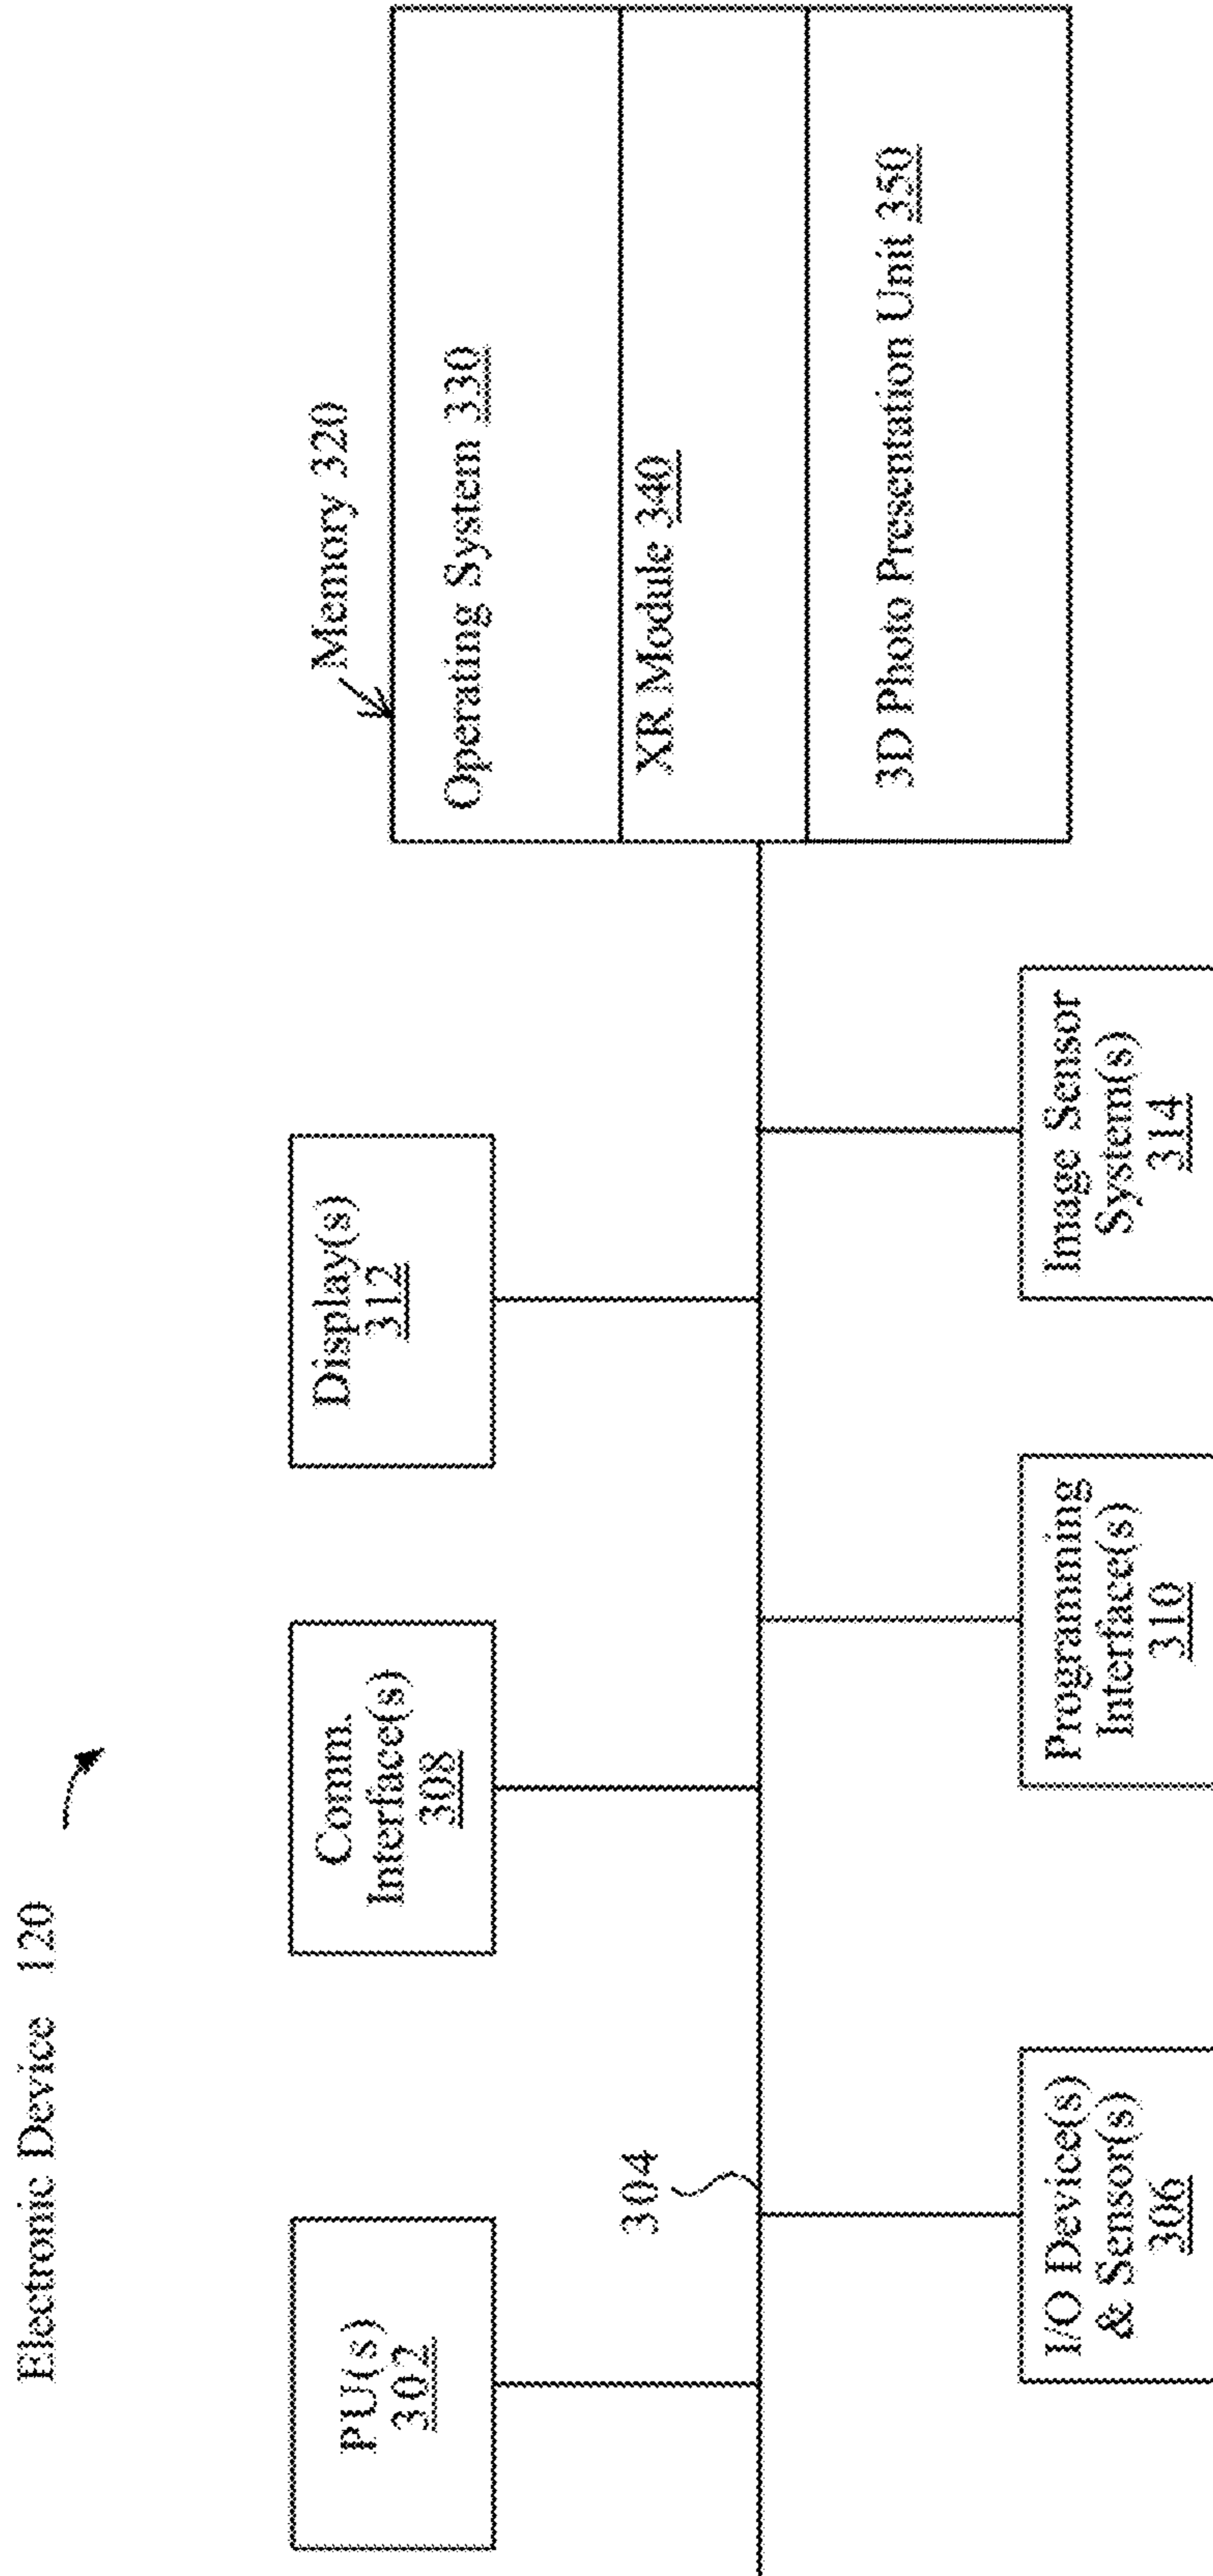 Electronic Device 120
PU(s)
302
Comm.
Interface(s)
308
Display(s)
312
Memory 320
Operating System 330
XR Module 340
3D Photo Presentation Unit 350
304
I/O Device(s)
& Sensor(s)
306
Programming
Interface(s)
310
Image Sensor
System(s)
314